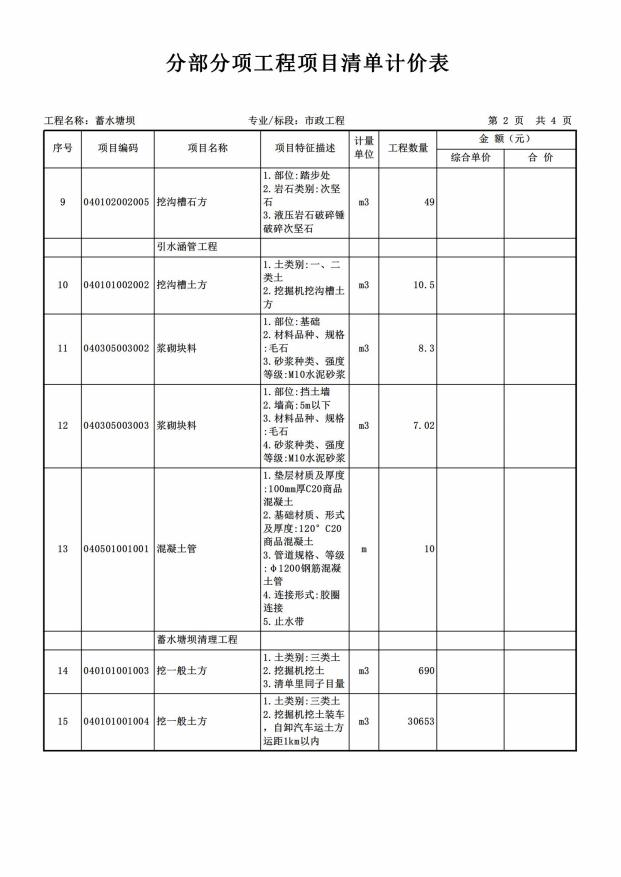 分部分项工程项目清单计价表
工程名称: 蓄水塘坝 专业/标段: 市政工程 第 2 页 共 4 页
序号 项目编码 项目名称 项目特征描述 计量单位 工程数量 金 额（元）
综合单价 合 价
9 040102002005 挖沟槽石方 1.部位:踏步处 m3 49
2.岩石类别:次坚
石
3.液压岩石破碎锤
破碎次坚石
引水涵管工程
10 040101002002 挖沟槽土方 1.土类别:一、二 m3 10.5
类土
2.挖掘机挖沟槽土
方
11 040305003002 浆砌块料 1.部位:基础 m3 8.3
2.材料品种、规格
:毛石
3.砂浆种类、强度
等级:M10水泥砂浆
12 040305003003 浆砌块料 1.部位:挡土墙 m3 7.02
2.墙高:5m以下
3.材料品种、规格
:毛石
4.砂浆种类、强度
等级:M10水泥砂浆
13 040501001001 混凝土管 1.垫层材质及厚度 m 10
:100mm厚C20商品
混凝土
2.基础材质、形式
及厚度:120°C20
商品混凝土
3.管道规格、等级
:φ1200钢筋混凝
土管
4.连接形式:胶圈
连接
5.止水带
蓄水塘坝清理工程
14 040101001003 挖一般土方 1.土类别:三类土 m3 690
2.挖掘机挖土
3.清单里同子目量
15 040101001004 挖一般土方 1.土类别:三类土 m3 30653
2.挖掘机挖土装车
，自卸汽车运土方
运距1km以内